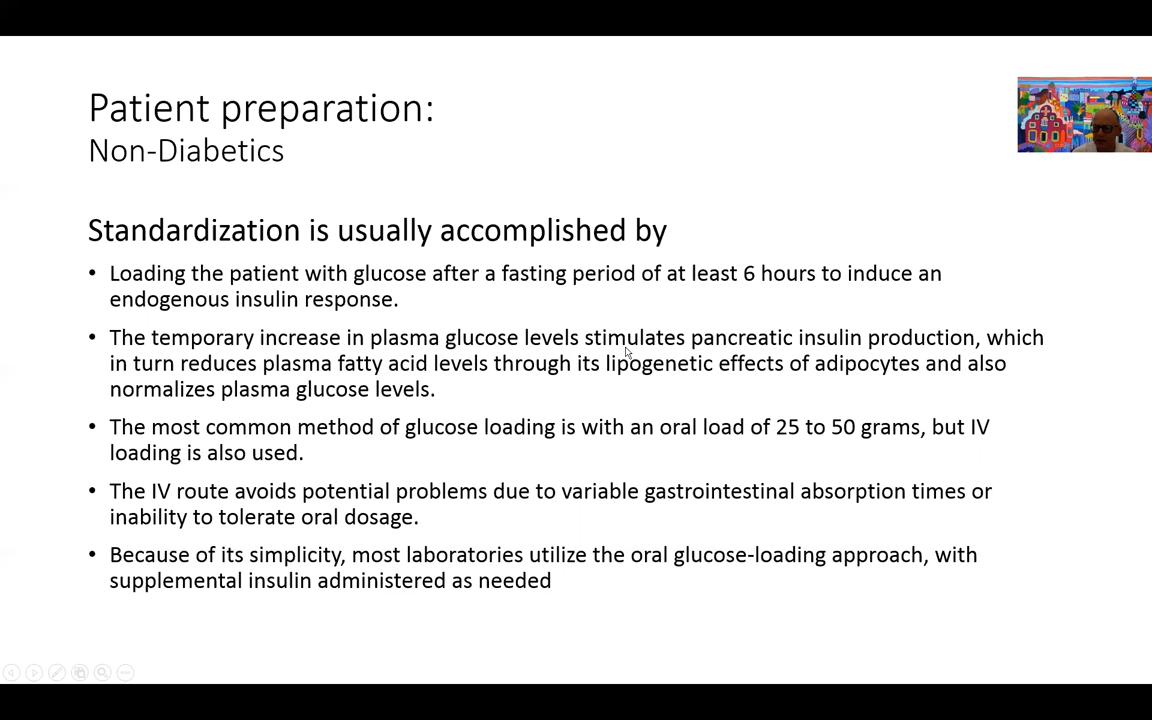 Patient preparation:
Non-Diabetics
Standardization is usually accomplished by
• Loading the patient with glucose after a fasting period of at least 6 hours to induce an
endogenous insulin response.
• The temporary increase in plasma glucose levels stimulates pancreatic insulin production, which
in turn reduces plasma fatty acid levels through its lipogenetic effects of adipocytes and also
normalizes plasma glucose levels.
• The most common method of glucose loading is with an oral load of 25 to 50 grams, but IV
loading is also used.
• The IV route avoids potential problems due to variable gastrointestinal absorption times or
inability to tolerate oral dosage.
• Because of its simplicity, most laboratories utilize the oral glucose-loading approach, with
supplemental insulin administered as needed